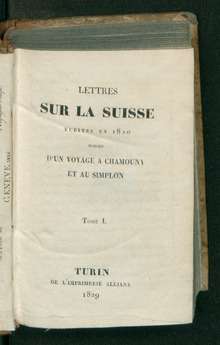 LETTRES
SUR LA SUISSE
ÉCRITES EN 1820
SUIVIES
D'UN VOYAGE A CHAMOUNY
ET AU SIMPLON
Tome I.
TURIN
DE L'IMPRIMERIE ALLIANA
1829
GENEVE